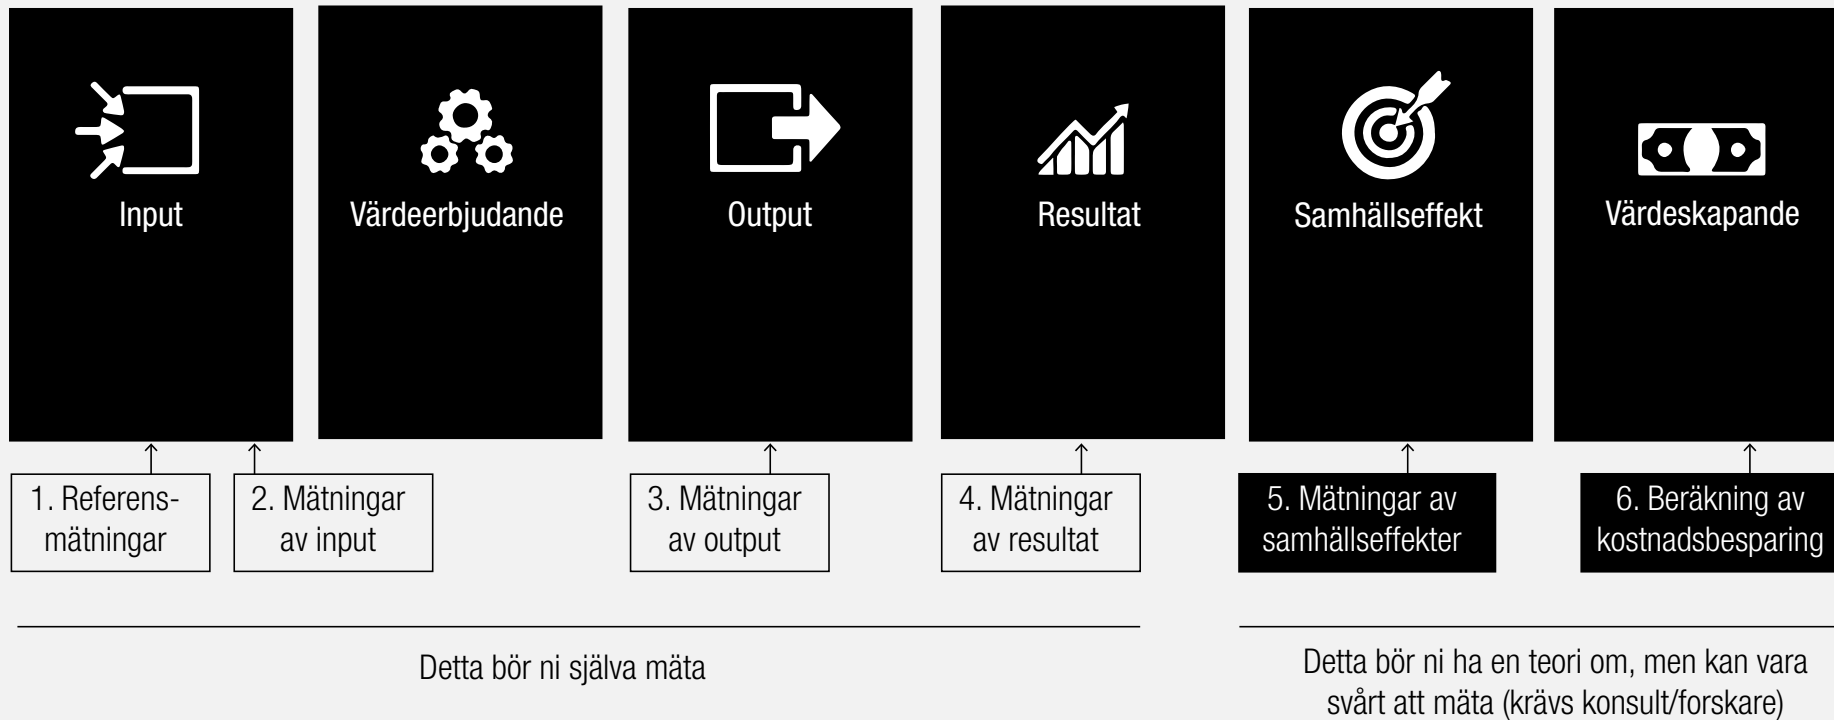 Input
Värdeerbjudande
Output
Resultat
Samhällseffekt
Värdeskapande
1. Referens-
mätningar
2. Mätningar
av input
3. Mätningar
av output
4. Mätningar
av resultat
5. Mätningar av
samhällseffekter
6. Beräkning av
kostnadsbesparing
Detta bör ni själva mäta
Detta bör ni ha en teori om, men kan vara
svårt att mäta (krävs konsult/forskare)